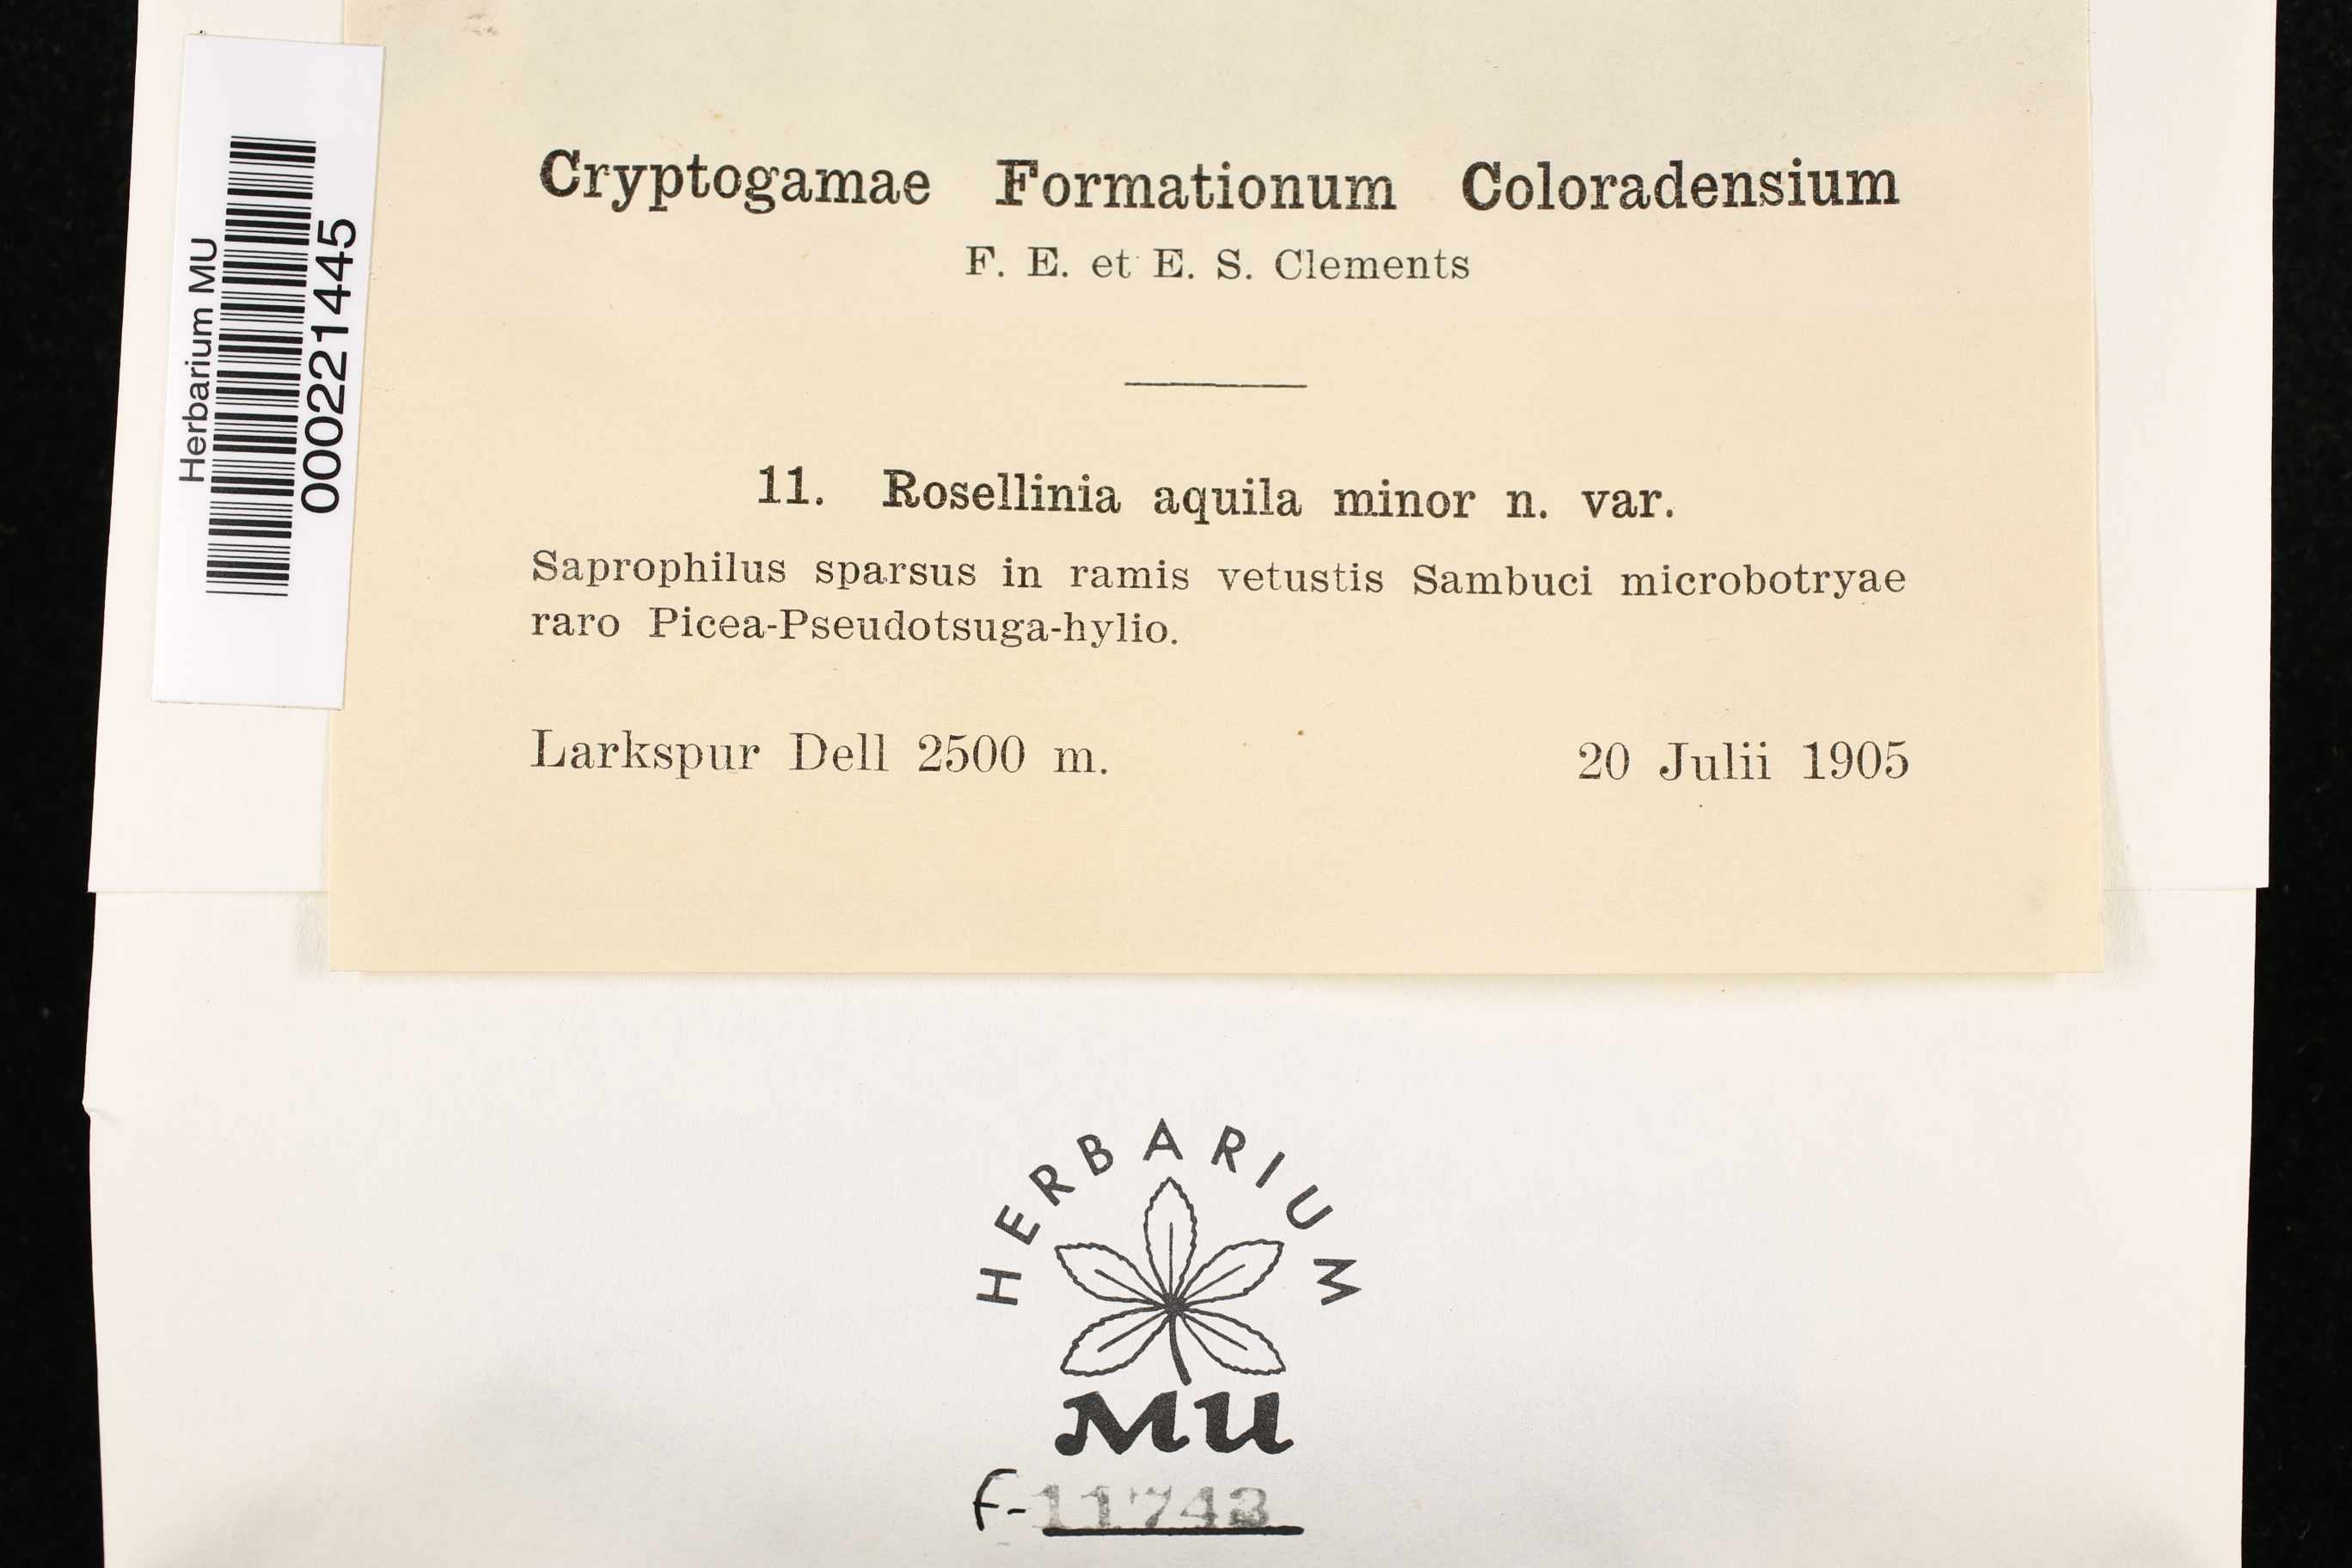 Cryptogamae Formationum Coloradensium
F. E. et E. S. Clements
11. Rosellinia aquila minor n. var.
Saprophilus sparsus in ramis vetustis Sambuci microbotryae
raro Picea-Pseudotsuga-hylio.
Larkspur Dell 2500 m. 20 Julii 1905
Herbarium MU
000221445
HERBARIUM
MU
F-11743